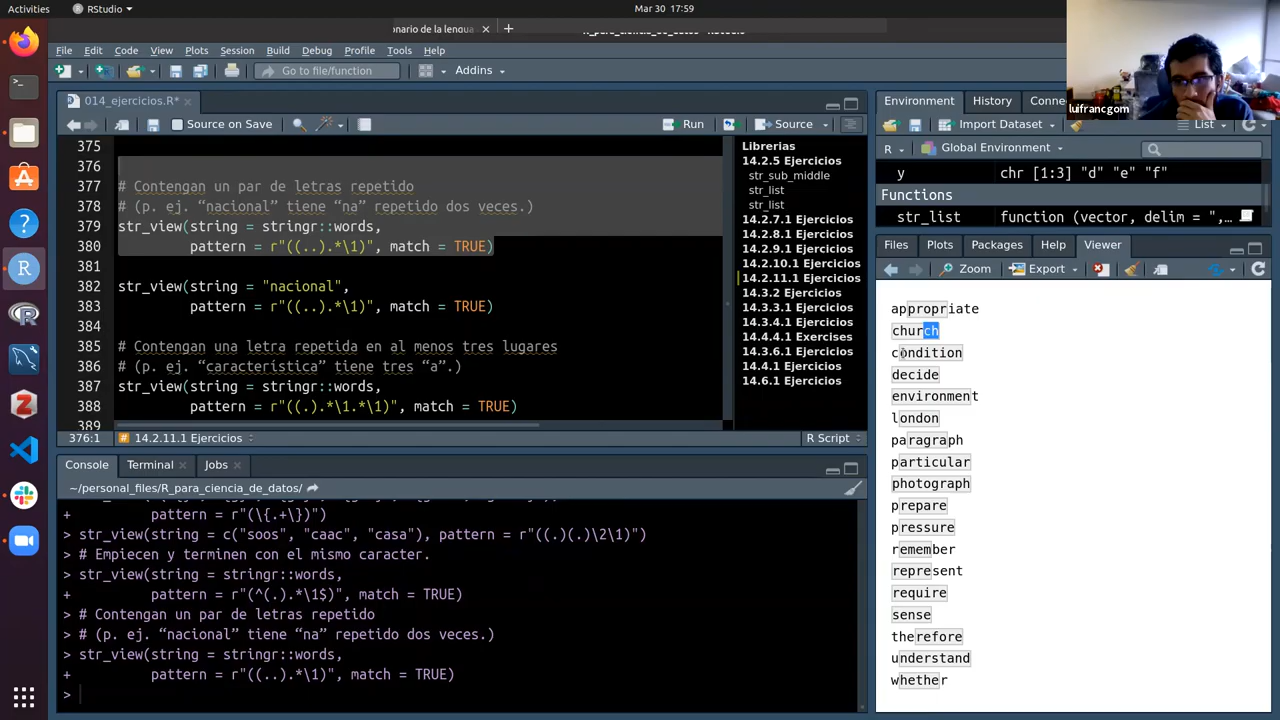 Activities
RStudio
Mar 30 17:59
onario de la lengua
File Edit Code View Plots Session Build Debug Profile Tools Help
Go to file/function
Addins
luifrancgom
014_ejercicios.R*
Source on Save
Run
Source
375
376
377 # Contengan un par de letras repetido
378 # (p. ej. “nacional” tiene “na” repetido dos veces.)
379 str_view(string = stringr::words,
380 pattern = r"((..).*\1)", match = TRUE)
381
382 str_view(string = "nacional",
383 pattern = r"((..).*\1)", match = TRUE)
384
385 # Contengan una letra repetida en al menos tres lugares
386 # (p. ej. “característica” tiene tres “a”.)
387 str_view(string = stringr::words,
388 pattern = r"((.).*\1.*\1)", match = TRUE)
389
376:1
14.2.11.1 Ejercicios
R Script
Librerias
14.2.5 Ejercicios
str_sub_middle
str_list
str_list
14.2.7.1 Ejercicios
14.2.8.1 Ejercicios
14.2.9.1 Ejercicios
14.2.10.1 Ejercicios
14.2.11.1 Ejercicios
14.3.2 Ejercicios
14.3.3.1 Ejercicios
14.3.4.1 Ejercicios
14.4.4.1 Exercises
14.3.6.1 Ejercicios
14.4.1 Ejercicios
14.6.1 Ejercicios
Console Terminal Jobs
~/personal_files/R_para_ciencia_de_datos/
+ pattern = r"(\{.+\})")
> str_view(string = c("anos", "caac", "casa"), pattern = r"((.)(.)\2\1)")
> # Empiecen y terminen con el mismo caracter.
> str_view(string = stringr::words,
+ pattern = r"(^(.).*\1$)", match = TRUE)
> # Contengan un par de letras repetido
> # (p. ej. “nacional” tiene “na” repetido dos veces.)
> str_view(string = stringr::words,
+ pattern = r"((..).*\1)", match = TRUE)
>
Environment History Conne
Import Dataset
List
R
Global Environment
y chr [1:3] "d" "e" "f"
Functions
str_list function (vector, delim = ",…
Files Plots Packages Help Viewer
Zoom
Export
appropriate
church
condition
decide
environment
london
paragraph
particular
photograph
prepare
pressure
remember
represent
require
sense
therefore
understand
whether